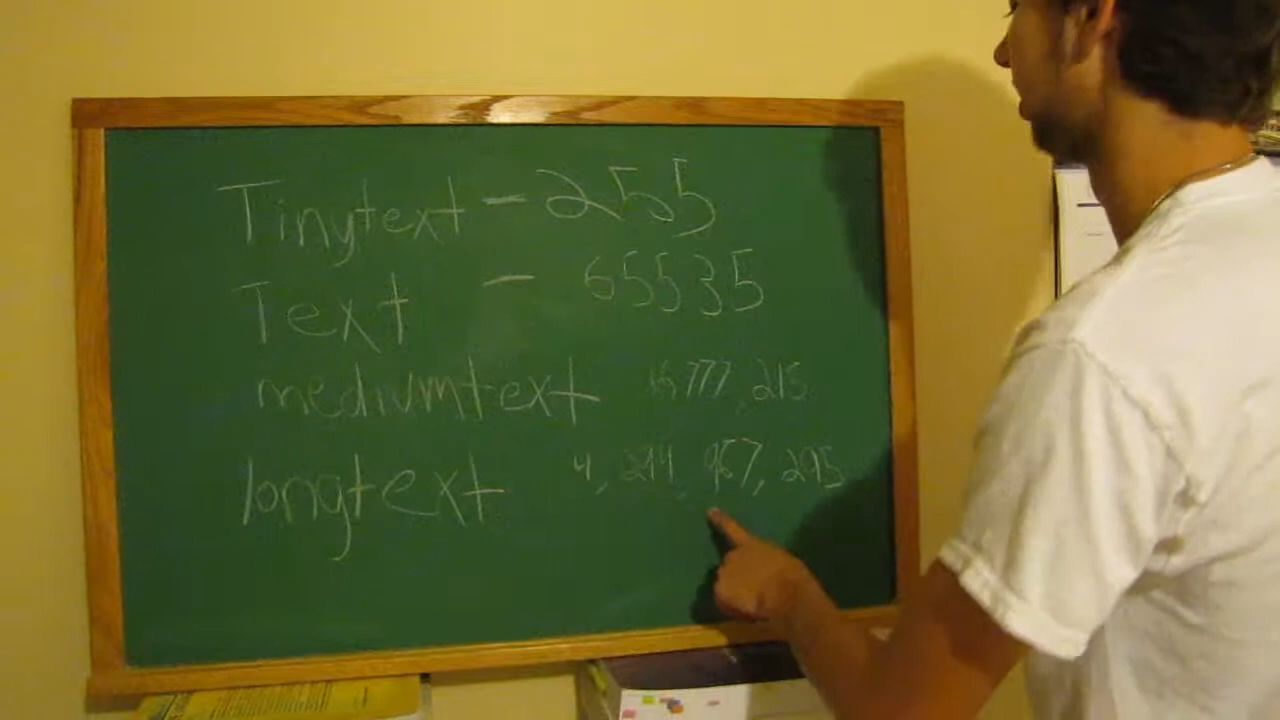 Tinytext - 255
Text - 65535
mediumtext 16,777,215
longtext 4,294,967,295